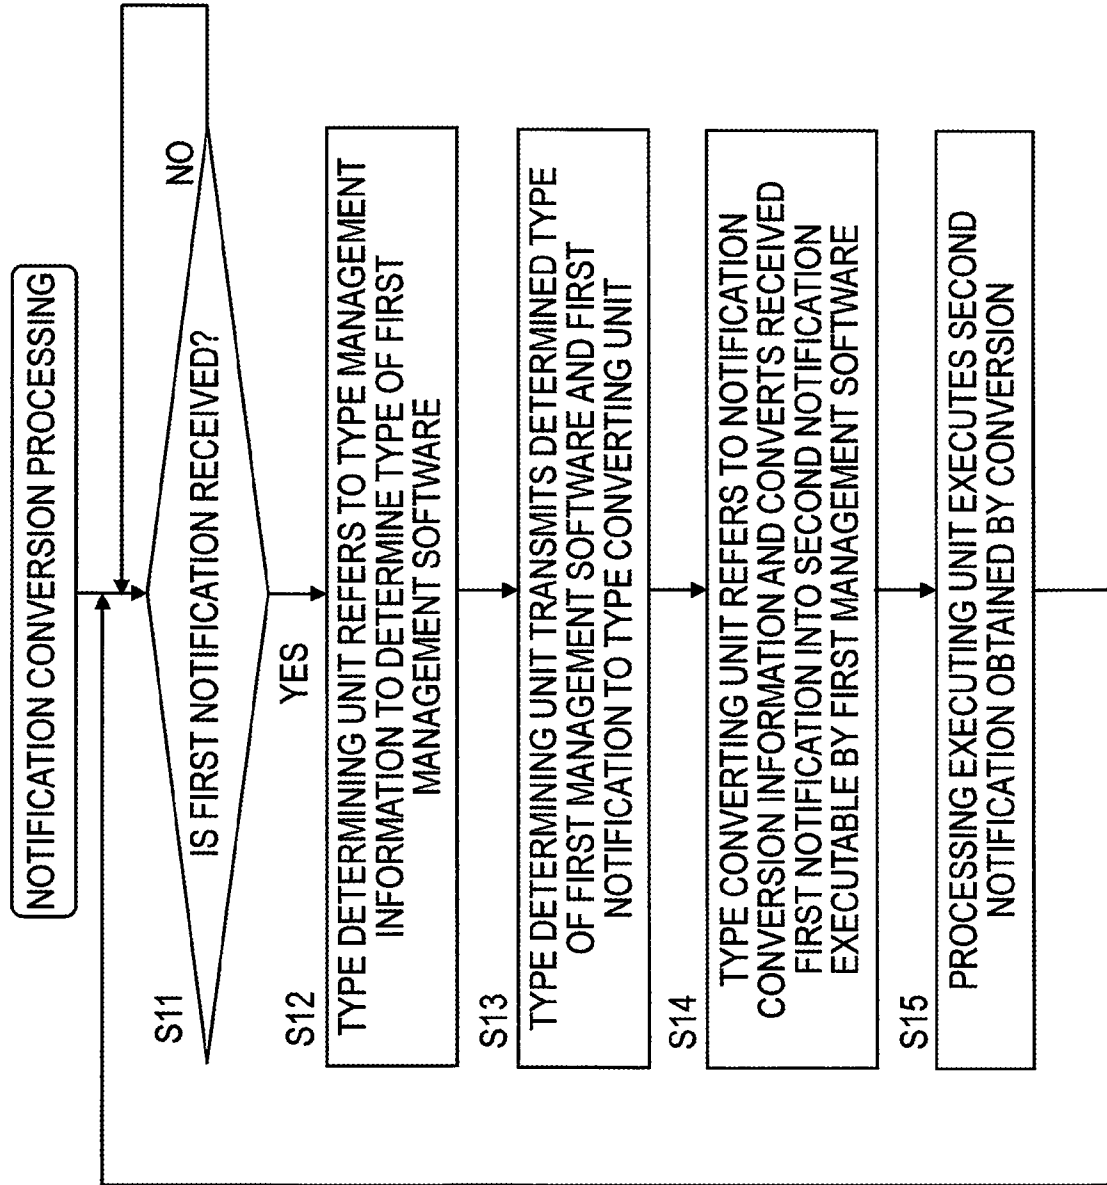 NOTIFICATION CONVERSION PROCESSING
S11
IS FIRST NOTIFICATION RECEIVED?
NO
YES
S12
TYPE DETERMINING UNIT REFERS TO TYPE MANAGEMENT
INFORMATION TO DETERMINE TYPE OF FIRST
MANAGEMENT SOFTWARE
S13
TYPE DETERMINING UNIT TRANSMITS DETERMINED TYPE
OF FIRST MANAGEMENT SOFTWARE AND FIRST
NOTIFICATION TO TYPE CONVERTING UNIT
S14
TYPE CONVERTING UNIT REFERS TO NOTIFICATION
CONVERSION INFORMATION AND CONVERTS RECEIVED
FIRST NOTIFICATION INTO SECOND NOTIFICATION
EXECUTABLE BY FIRST MANAGEMENT SOFTWARE
S15
PROCESSING EXECUTING UNIT EXECUTES SECOND
NOTIFICATION OBTAINED BY CONVERSION